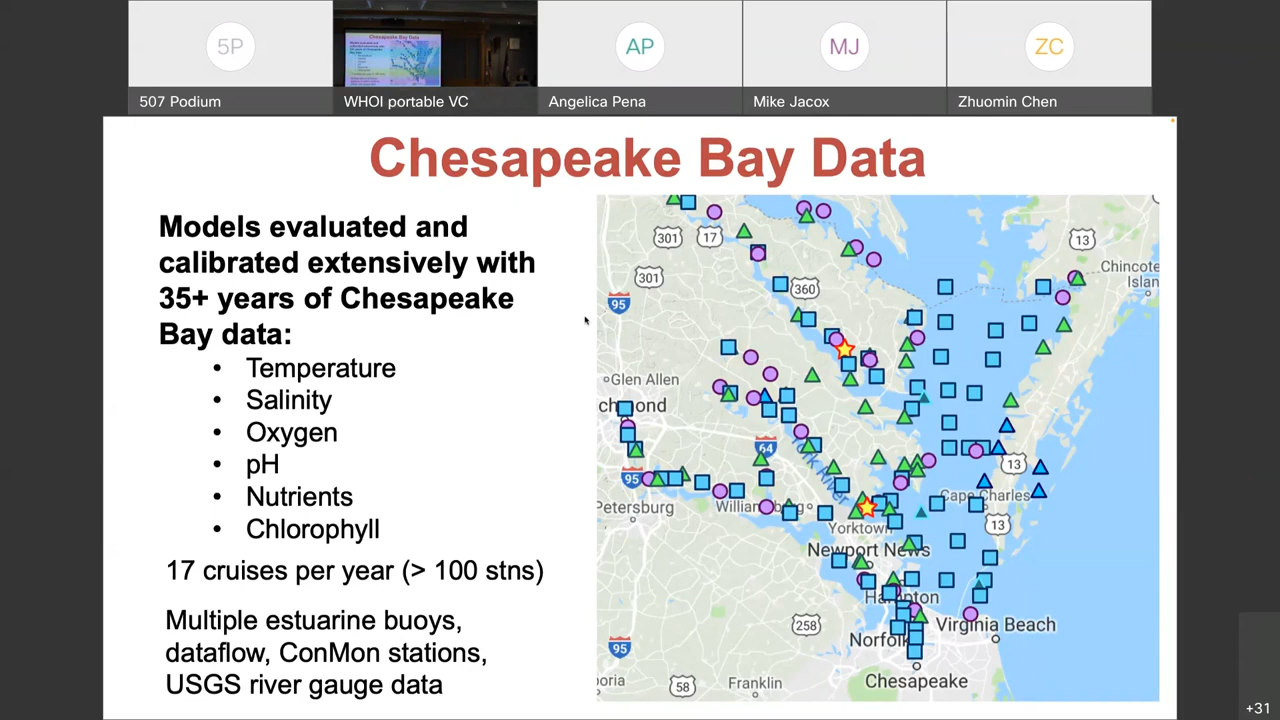 5P
AP
MJ
ZC
507 Podium
WHOI portable VC
Angelica Pena
Mike Jacox
Zhuomin Chen
Chesapeake Bay Data
Models evaluated and
calibrated extensively with
35+ years of Chesapeake
Bay data:
• Temperature
• Salinity
• Oxygen
• pH
• Nutrients
• Chlorophyll
17 cruises per year (> 100 stns)
Multiple estuarine buoys,
dataflow, ConMon stations,
USGS river gauge data
301
17
13
Chincote
Islan
301
360
95
Glen Allen
chmond
64
York River
13
95
Petersburg
Williamsburg
Cape Charles
Yorktown
13
Newport News
Hampton
258
Virginia Beach
Norfolk
95
Chesapeake
poria
58
Franklin
+31